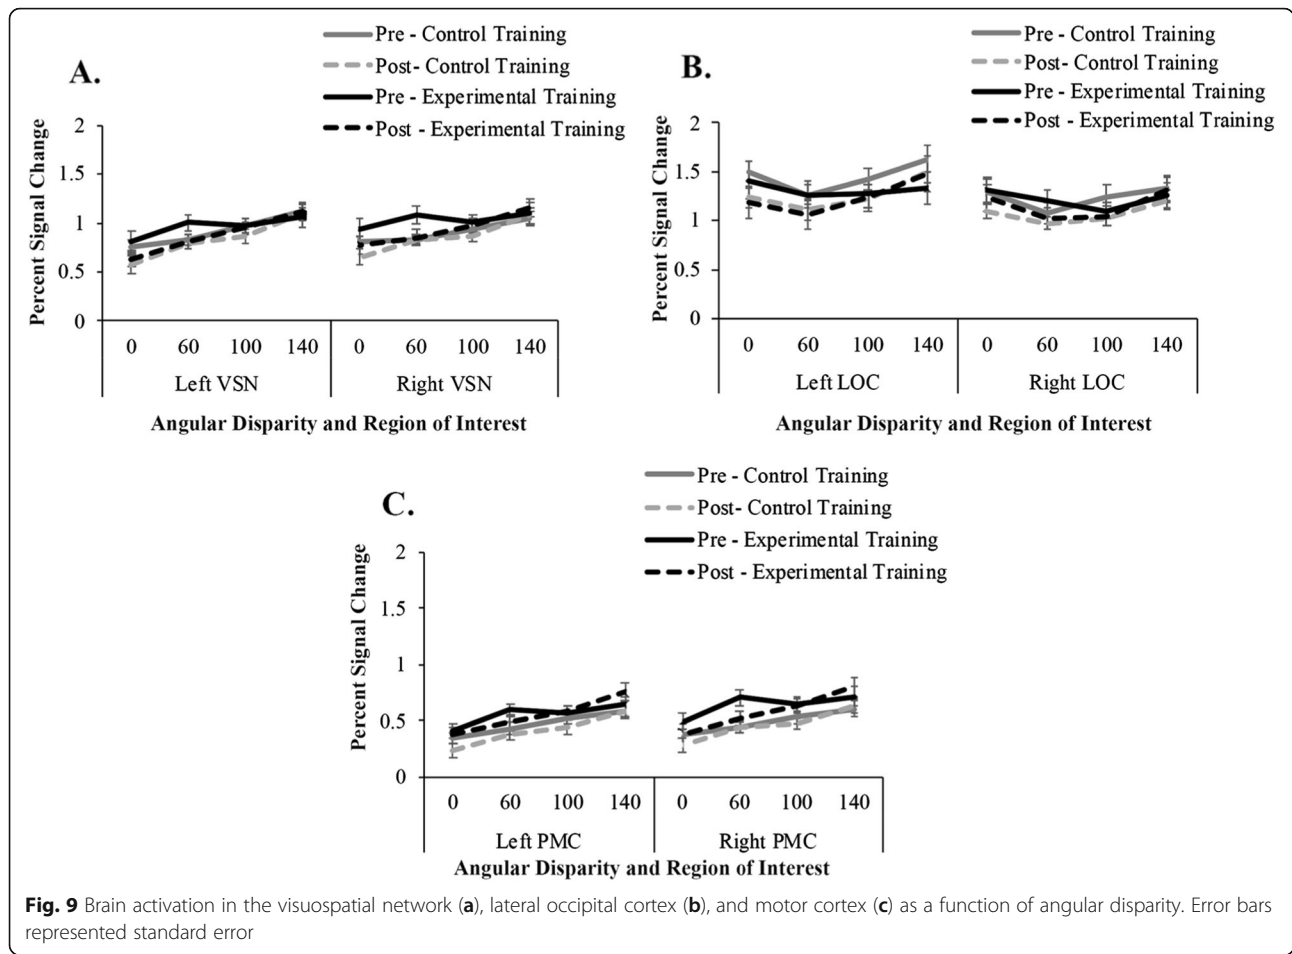 A.
Pre - Control Training
Post- Control Training
Pre - Experimental Training
Post - Experimental Training
Percent Signal Change
2
1.5
1
0.5
0
0 60 100 140 0 60 100 140
Left VSN Right VSN
Angular Disparity and Region of Interest
B.
Pre - Control Training
Post- Control Training
Pre - Experimental Training
Post - Experimental Training
Percent Signal Change
2
1.5
1
0.5
0
0 60 100 140 0 60 100 140
Left LOC Right LOC
Angular Disparity and Region of Interest
C.
Pre - Control Training
Post- Control Training
Pre - Experimental Training
Post - Experimental Training
Percent Signal Change
2
1.5
1
0.5
0
0 60 100 140 0 60 100 140
Left PMC Right PMC
Angular Disparity and Region of Interest
Fig. 9 Brain activation in the visuospatial network (a), lateral occipital cortex (b), and motor cortex (c) as a function of angular disparity. Error bars
represented standard error